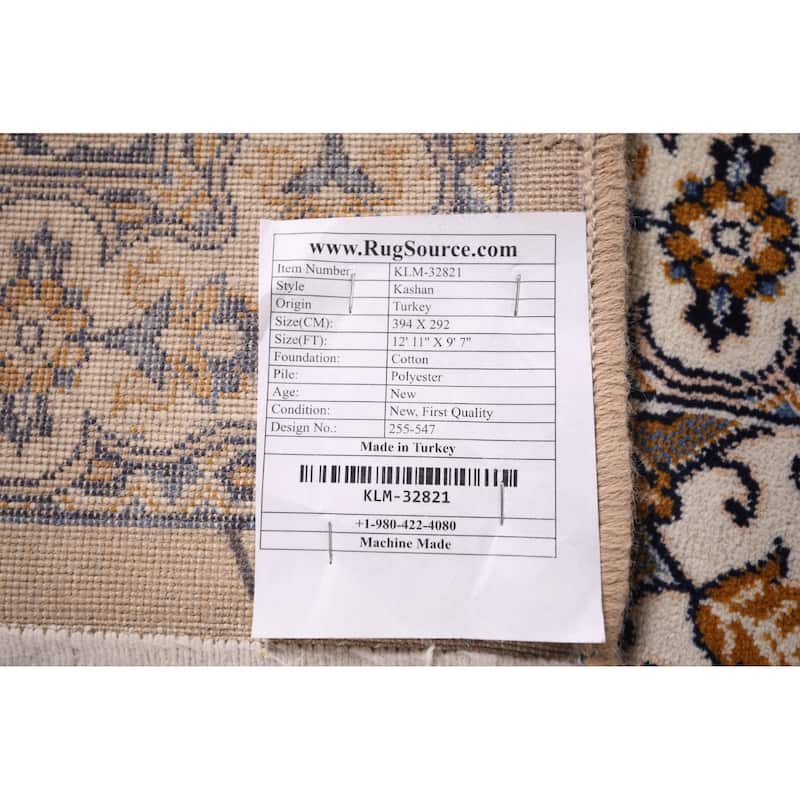 www.RugSource.com
Item Number KLM-32821
Style Kashan
Origin Turkey
Size(CM): 394 X 292
Size(FT): 12' 11" X 9' 7"
Foundation: Cotton
Pile: Polyester
Age: New
Condition: New, First Quality
Design No.: 255-547
Made in Turkey
KLM-32821
+1-980-422-4080
Machine Made